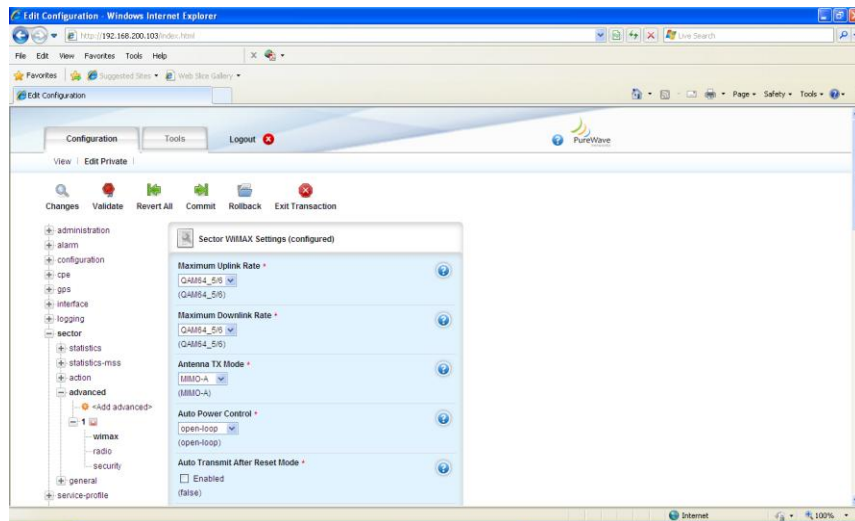 Edit Configuration - Windows Internet Explorer
http://192.168.200.103/index.html
Live Search
File Edit View Favorites Tools Help
Favorites Suggested Sites Web Slice Gallery
Edit Configuration
Page Safety Tools
Configuration Tools Logout
PureWave
View Edit Private
Changes Validate Revert All Commit Rollback Exit Transaction
administration
alarm
configuration
cpe
gps
interface
logging
sector
statistics
statistics-mss
action
advanced
<Add advanced>
1
wimax
radio
security
general
service-profile
Sector WiMAX Settings (configured)
Maximum Uplink Rate *
QAM64_5/6
(QAM64_5/6)
Maximum Downlink Rate *
QAM64_5/6
(QAM64_5/6)
Antenna TX Mode *
MIMO-A
(MIMO-A)
Auto Power Control *
open-loop
(open-loop)
Auto Transmit After Reset Mode *
Enabled
(false)
Internet 100%